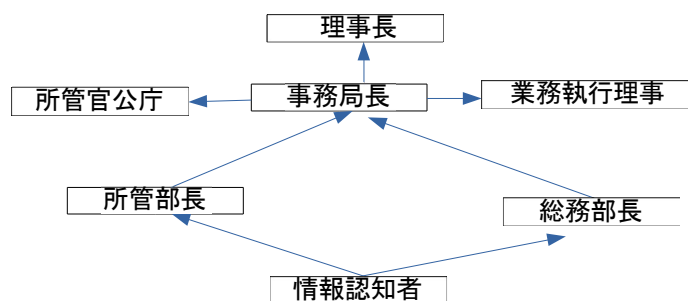 理事長
所管官公庁
事務局長
業務執行理事
所管部長
総務部長
情報認知者